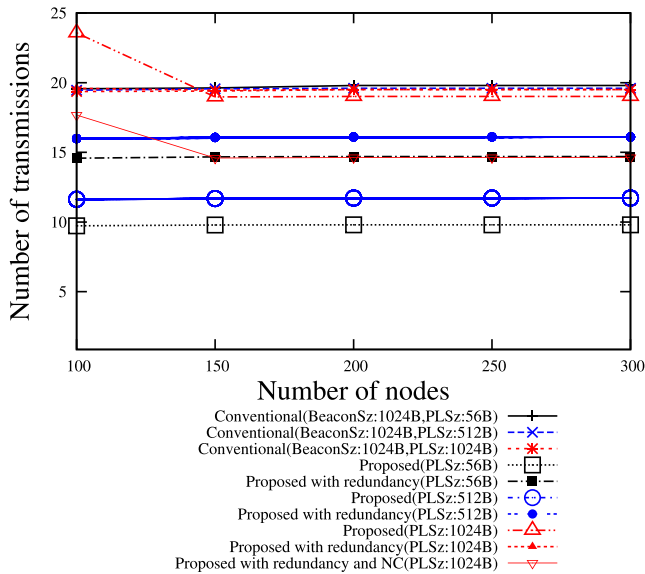 25
20
15
10
5
Number of transmissions
100 150 200 250 300
Number of nodes
Conventional(BeaconSz:1024B,PLSz:56B)
Conventional(BeaconSz:1024B,PLSz:512B)
Conventional(BeaconSz:1024B,PLSz:1024B)
Proposed(PLSz:56B)
Proposed with redundancy(PLSz:56B)
Proposed(PLSz:512B)
Proposed with redundancy(PLSz:512B)
Proposed(PLSz:1024B)
Proposed with redundancy(PLSz:1024B)
Proposed with redundancy and NC(PLSz:1024B)